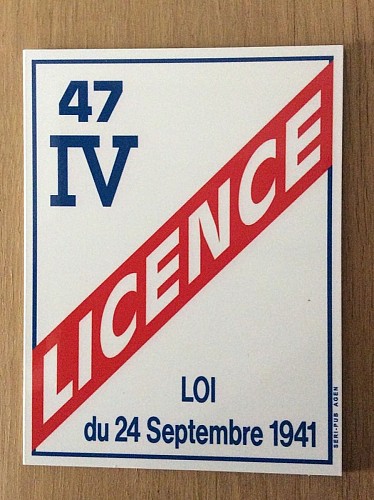 47
IV
LICENCE
LOI
du 24 Septembre 1941
SERI-PUB AGEN